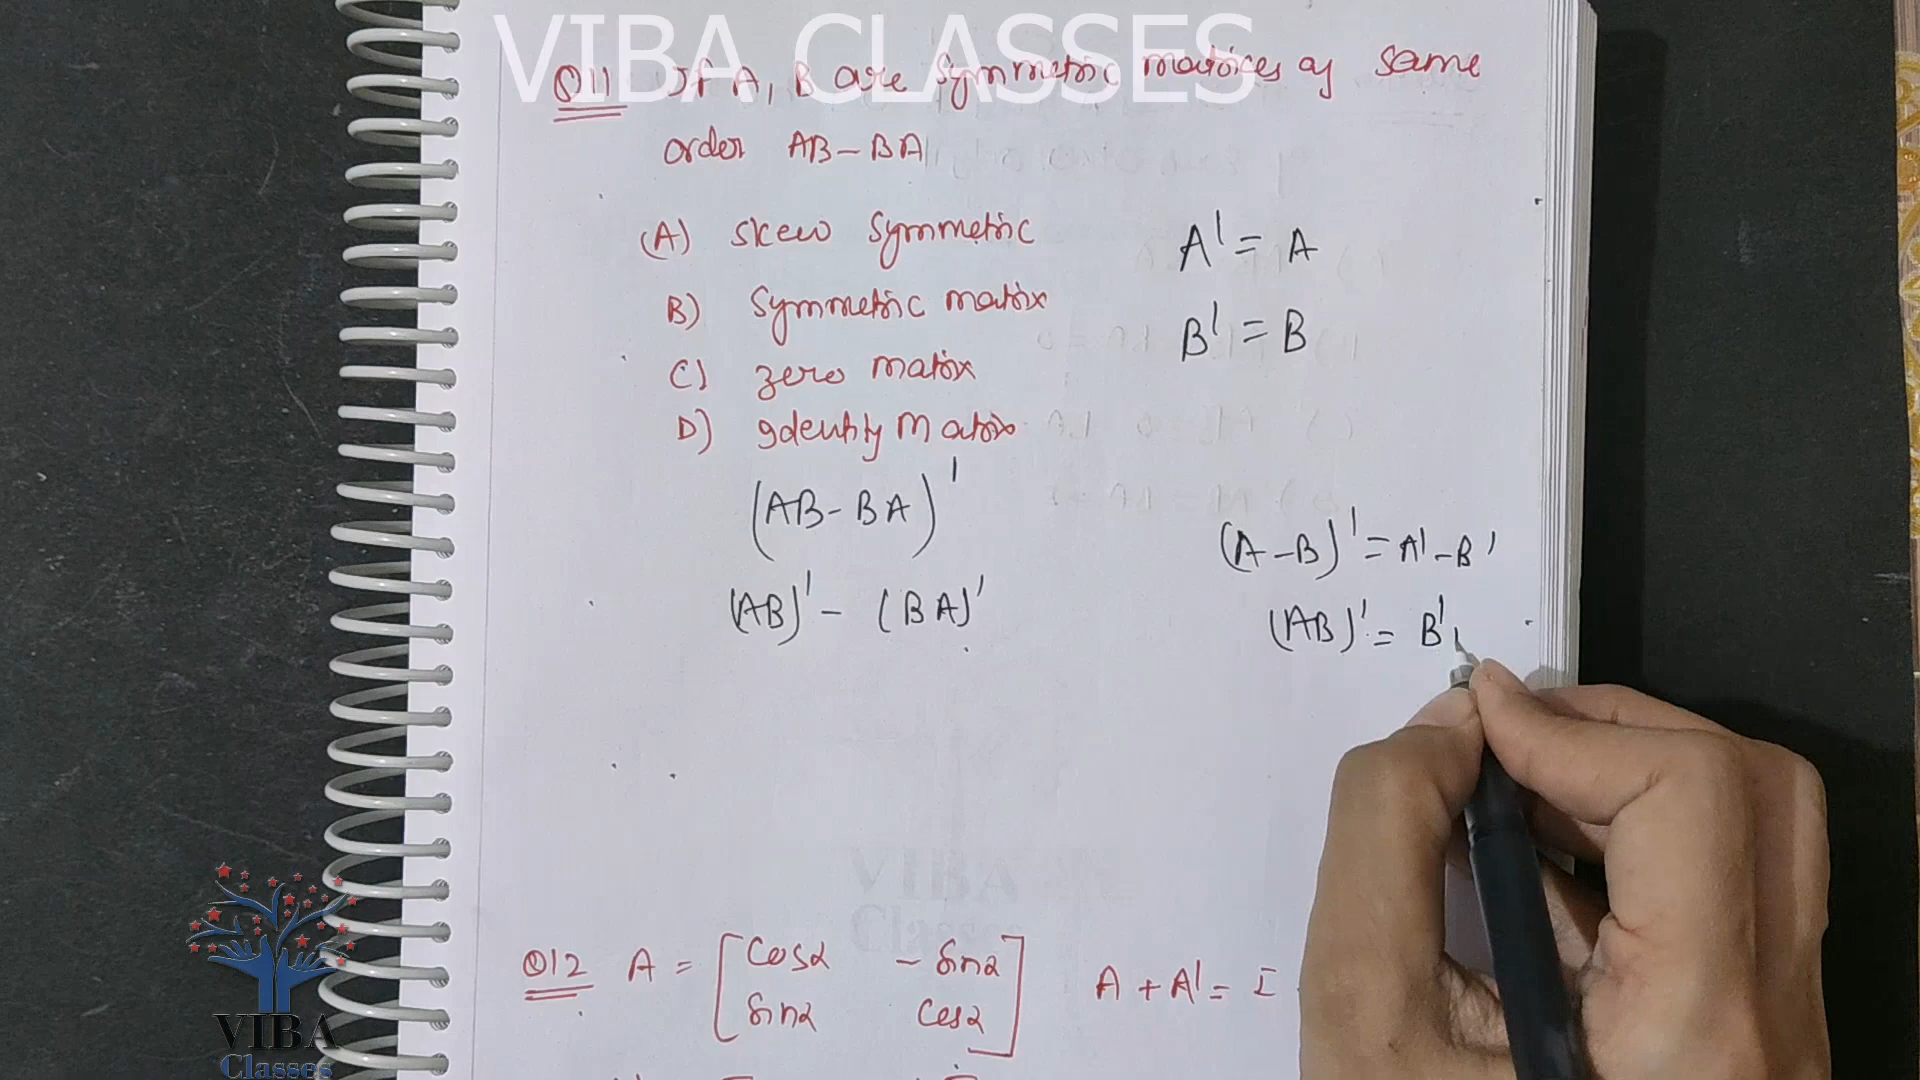 VIBA CLASSES
Q11 If A, B are Symmetric matrices of same
order AB - BA
(A) Skew Symmetric
B) Symmetric matrix
C) zero matrix
D) Identity Matrix
A' = A
B' = B
(AB - BA)'
(AB)' - (BA)'
(A - B)' = A' - B'
(AB)' = B'
Q12 A = [cosα - sinα
sinα cosα] A + A' = I
VIBA
Classes
VIBA
Classes